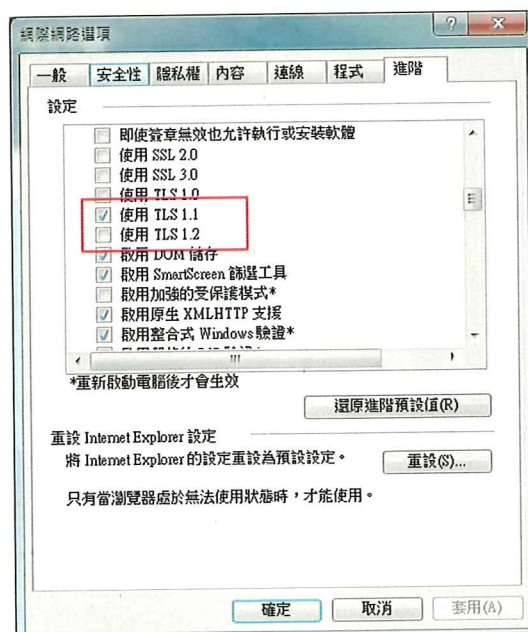 網際網路選項
一般 安全性 隱私權 內容 連線 程式 進階
設定
即使簽章無效也允許執行或安裝軟體
使用 SSL 2.0
使用 SSL 3.0
使用 TLS 1.0
使用 TLS 1.1
使用 TLS 1.2
啟用 DOM 儲存
啟用 SmartScreen 篩選工具
啟用加強的受保護模式*
啟用原生 XMLHTTP 支援
啟用整合式 Windows 驗證*
*重新啟動電腦後才會生效
還原進階預設值(R)
重設 Internet Explorer 設定
將 Internet Explorer 的設定重設為預設設定。
重設(S)...
只有當瀏覽器處於無法使用狀態時，才能使用。
確定 取消 套用(A)